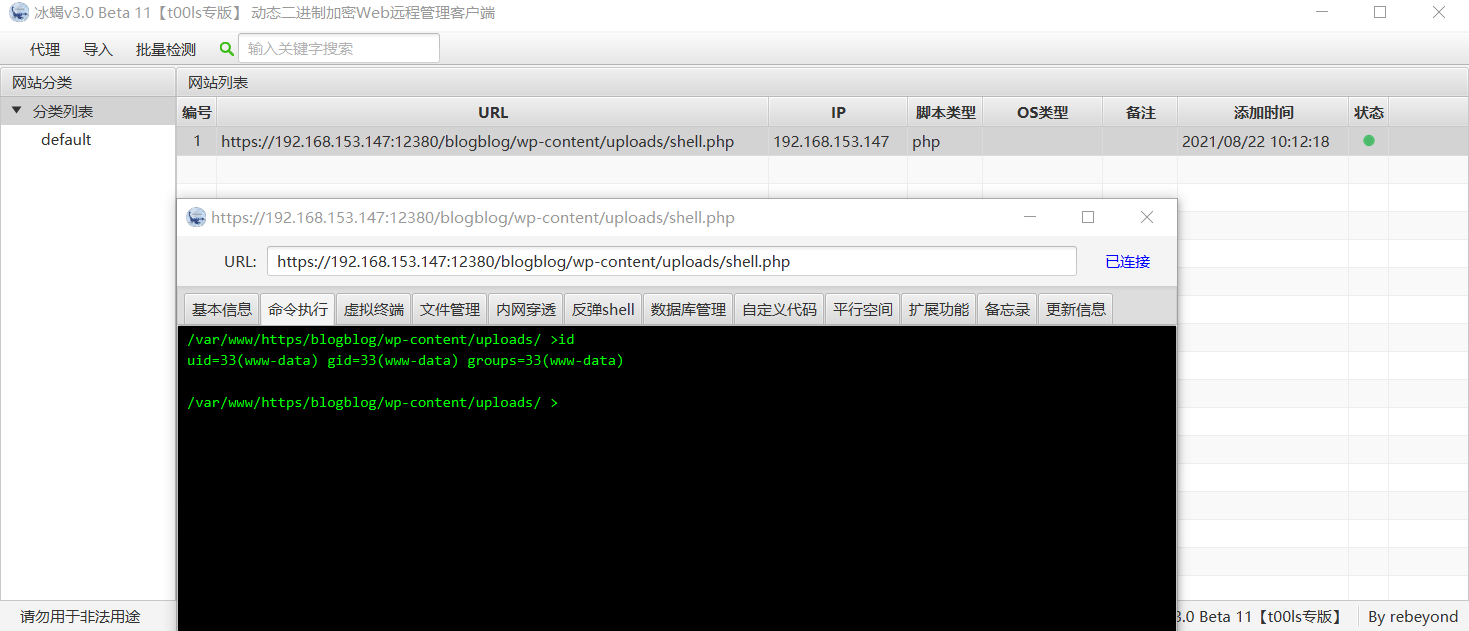 冰蝎v3.0 Beta 11【t00ls专版】 动态二进制加密Web远程管理客户端
代理 导入 批量检测 输入关键字搜索
网站分类 网站列表
分类列表 编号 URL IP 脚本类型 OS类型 备注 添加时间 状态
default 1 https://192.168.153.147:12380/blogblog/wp-content/uploads/shell.php 192.168.153.147 php 2021/08/22 10:12:18
https://192.168.153.147:12380/blogblog/wp-content/uploads/shell.php
URL: https://192.168.153.147:12380/blogblog/wp-content/uploads/shell.php 已连接
基本信息 命令执行 虚拟终端 文件管理 内网穿透 反弹shell 数据库管理 自定义代码 平行空间 扩展功能 备忘录 更新信息
/var/www/https/blogblog/wp-content/uploads/ >id
uid=33(www-data) gid=33(www-data) groups=33(www-data)
/var/www/https/blogblog/wp-content/uploads/ >
请勿用于非法用途 3.0 Beta 11【t00ls专版】 By rebeyond